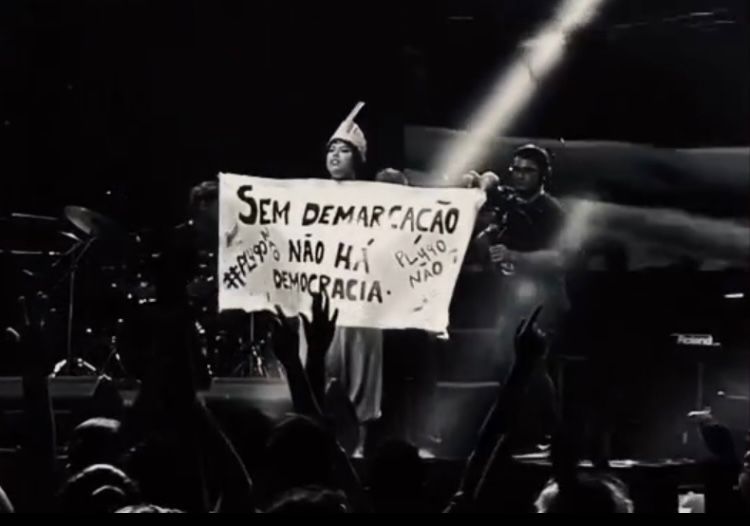 SEM DEMARCAÇÃO
NÃO HÁ
DEMOCRACIA.
#PL490
PL490
NÃO
Roland